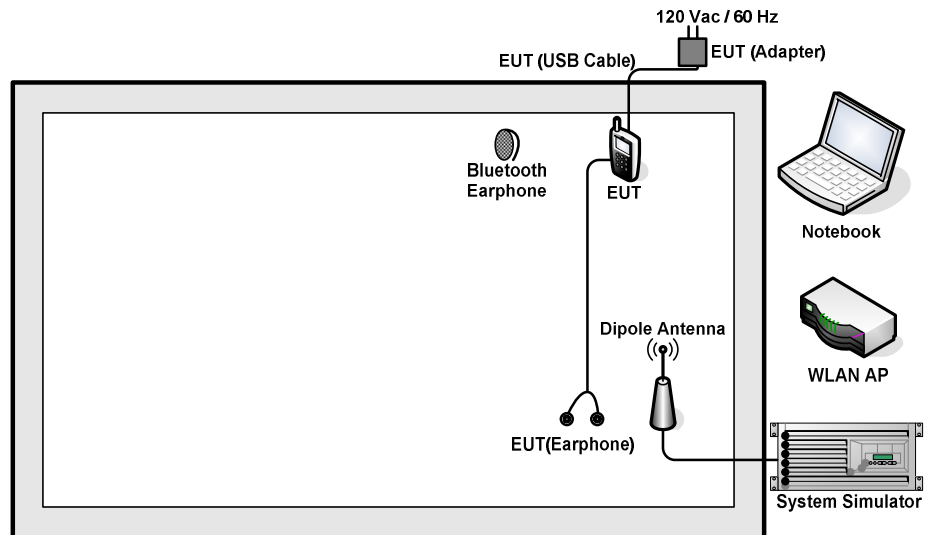 120 Vac / 60 Hz
EUT (Adapter)
EUT (USB Cable)
Bluetooth
Earphone
EUT
Notebook
Dipole Antenna
WLAN AP
EUT(Earphone)
System Simulator